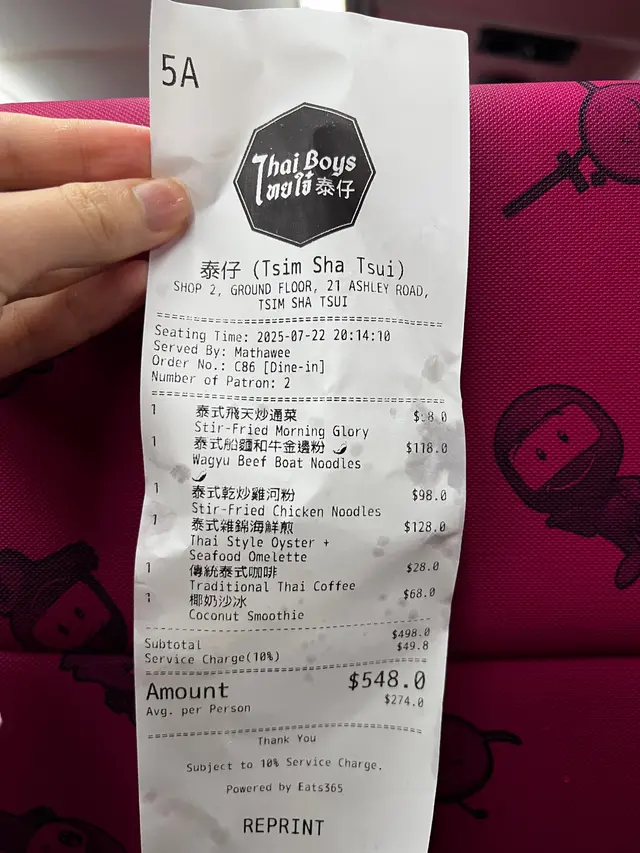 5A
Thai Boys
ไทยใจ๋ 泰仔
泰仔 (Tsim Sha Tsui)
SHOP 2, GROUND FLOOR, 21 ASHLEY ROAD,
TSIM SHA TSUI
Seating Time: 2025-07-22 20:14:10
Served By: Mathawee
Order No.: C86 [Dine-in]
Number of Patron: 2
1 泰式飛天炒通菜
Stir-Fried Morning Glory
1 泰式船麵和牛金邊粉 $118.0
Wagyu Beef Boat Noodles
1 泰式乾炒雞河粉 $98.0
Stir-Fried Chicken Noodles
1 泰式雜錦海鮮煎 $128.0
Thai Style Oyster +
Seafood Omelette
1 傳統泰式咖啡 $28.0
Traditional Thai Coffee
1 椰奶沙冰 $68.0
Coconut Smoothie
Subtotal $498.0
Service Charge(10%) $49.8
Amount $548.0
Avg. per Person $274.0
Thank You
Subject to 10% Service Charge.
Powered by Eats365
REPRINT